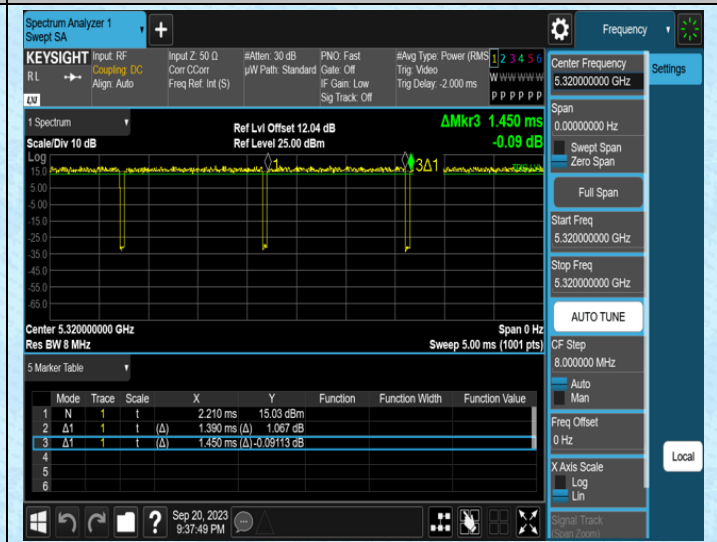 Spectrum Analyzer 1
Swept SA
+
Frequency
KEYSIGHT
RL
LXI
Input: RF
Coupling: DC
Align: Auto
Input Z: 50 Ω
Corr CCorr
Freq Ref: Int (S)
#Atten: 30 dB
µW Path: Standard
PNO: Fast
Gate: Off
IF Gain: Low
Sig Track: Off
#Avg Type: Power (RMS
Trig: Video
Trig Delay: -2.000 ms
1 2 3 4 5 6
W W W W W W
P P P P P P
1 Spectrum
Scale/Div 10 dB
Ref Lvl Offset 12.04 dB
Ref Level 25.00 dBm
ΔMkr3 1.450 ms
-0.09 dB
Log
15.0
5.00
-5.00
-15.0
-25.0
-35.0
-45.0
-55.0
-65.0
1
3Δ1
Center 5.320000000 GHz
Res BW 8 MHz
Span 0 Hz
Sweep 5.00 ms (1001 pts)
5 Marker Table
Mode Trace Scale X Y Function Function Width Function Value
1 N 1 t 2.210 ms 15.03 dBm
2 Δ1 1 t (Δ) 1.390 ms (Δ) 1.067 dB
3 Δ1 1 t (Δ) 1.450 ms (Δ) -0.09113 dB
4
5
6
Sep 20, 2023
9:37:49 PM
?
Center Frequency
5.320000000 GHz
Span
0.00000000 Hz
Swept Span
Zero Span
Full Span
Start Freq
5.320000000 GHz
Stop Freq
5.320000000 GHz
AUTO TUNE
CF Step
8.000000 MHz
Auto
Man
Freq Offset
0 Hz
X Axis Scale
Log
Lin
Signal Track
(Span Zoom)
Settings
Local